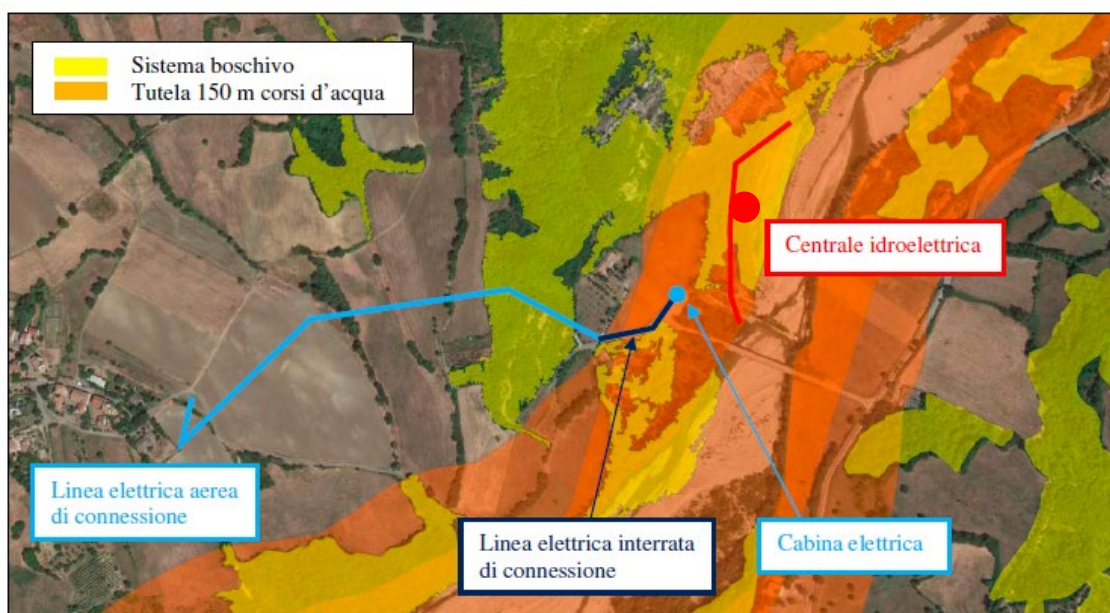 Sistema boschivo
Tutela 150 m corsi d'acqua
Centrale idroelettrica
Linea elettrica aerea
di connessione
Linea elettrica interrata
di connessione
Cabina elettrica